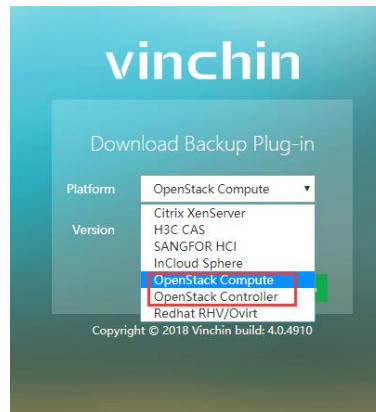 vinchin
Download Backup Plug-in
Platform OpenStack Compute
Citrix XenServer
Version H3C CAS
SANGFOR HCI
InCloud Sphere
OpenStack Compute
OpenStack Controller
Redhat RHV/Ovirt
Copyright © 2018 Vinchin build: 4.0.4910